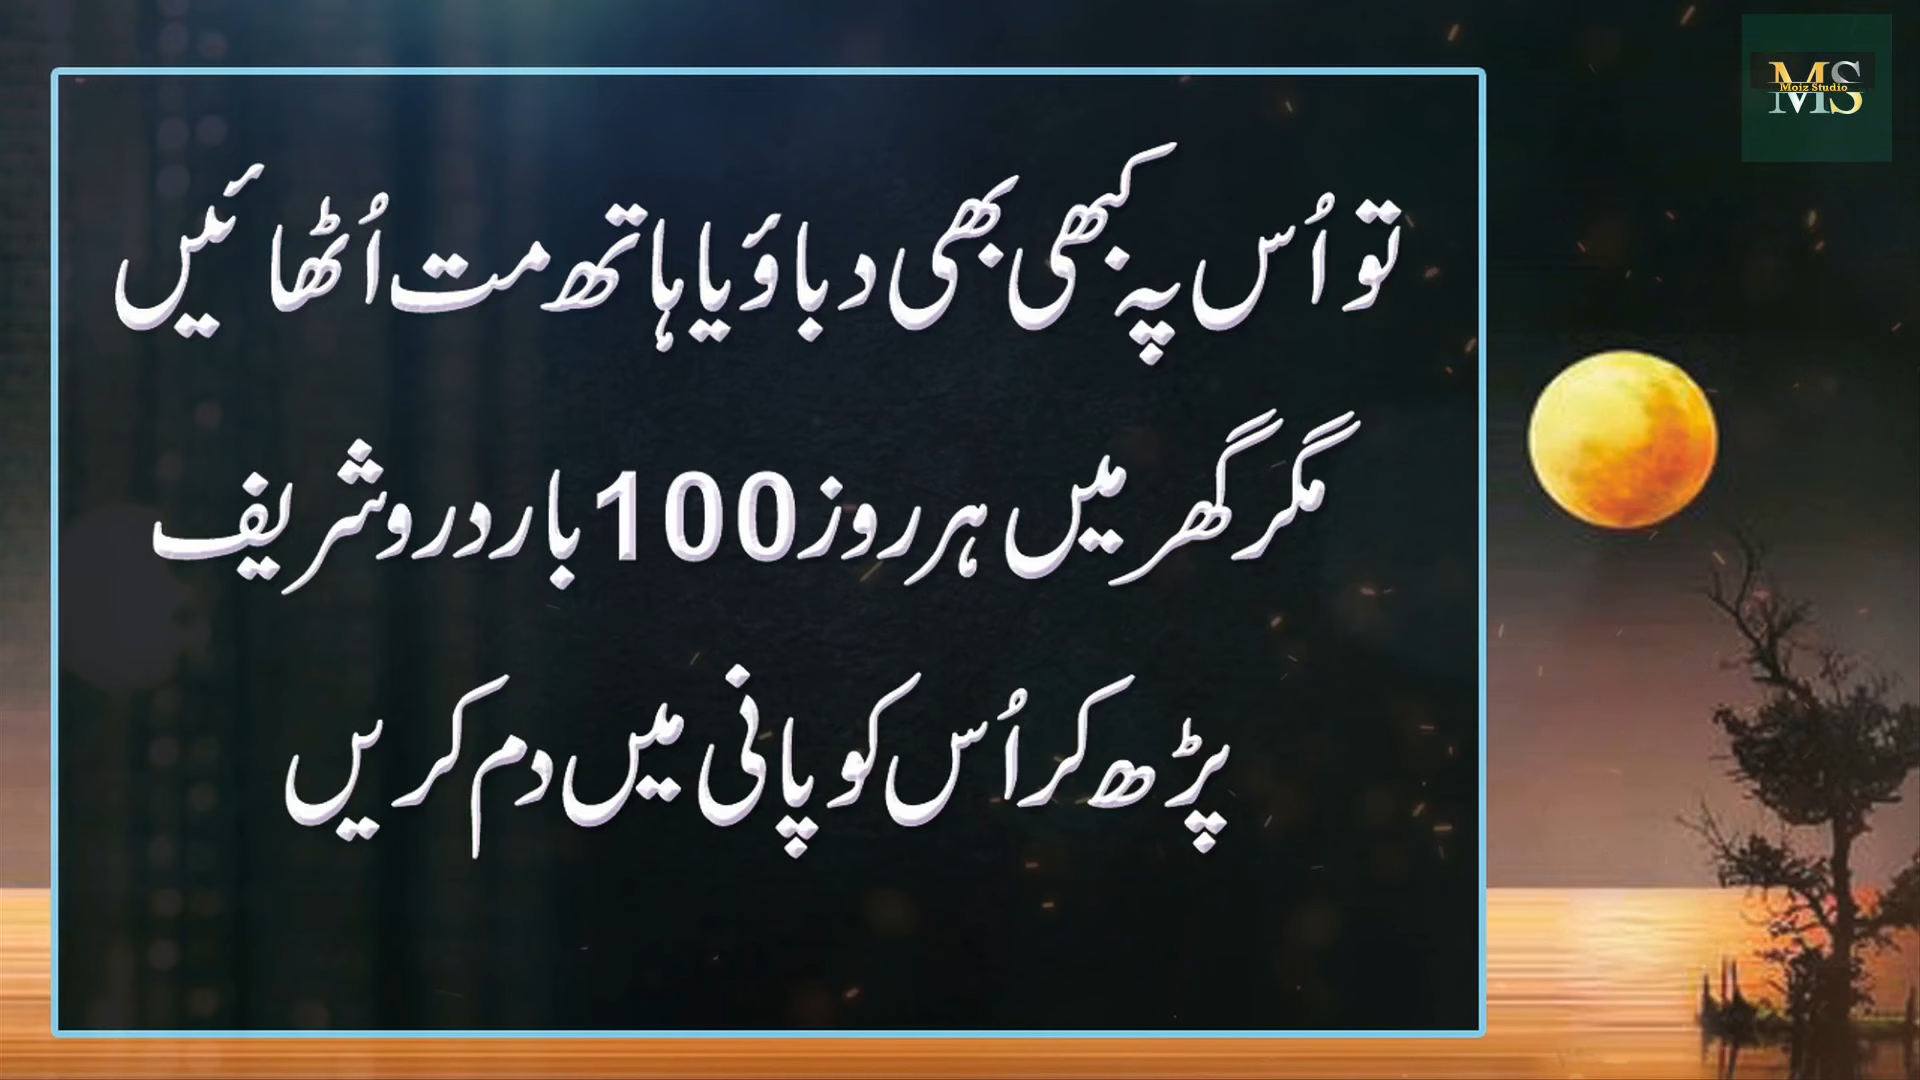 MS
Moiz Studio
تو اُس پہ کبھی بھی دباؤ یا ہاتھ مت اُٹھائیں
مگر گھر میں ہر روز 100 بار درو شریف
پڑھ کر اُس کو پانی میں دم کریں